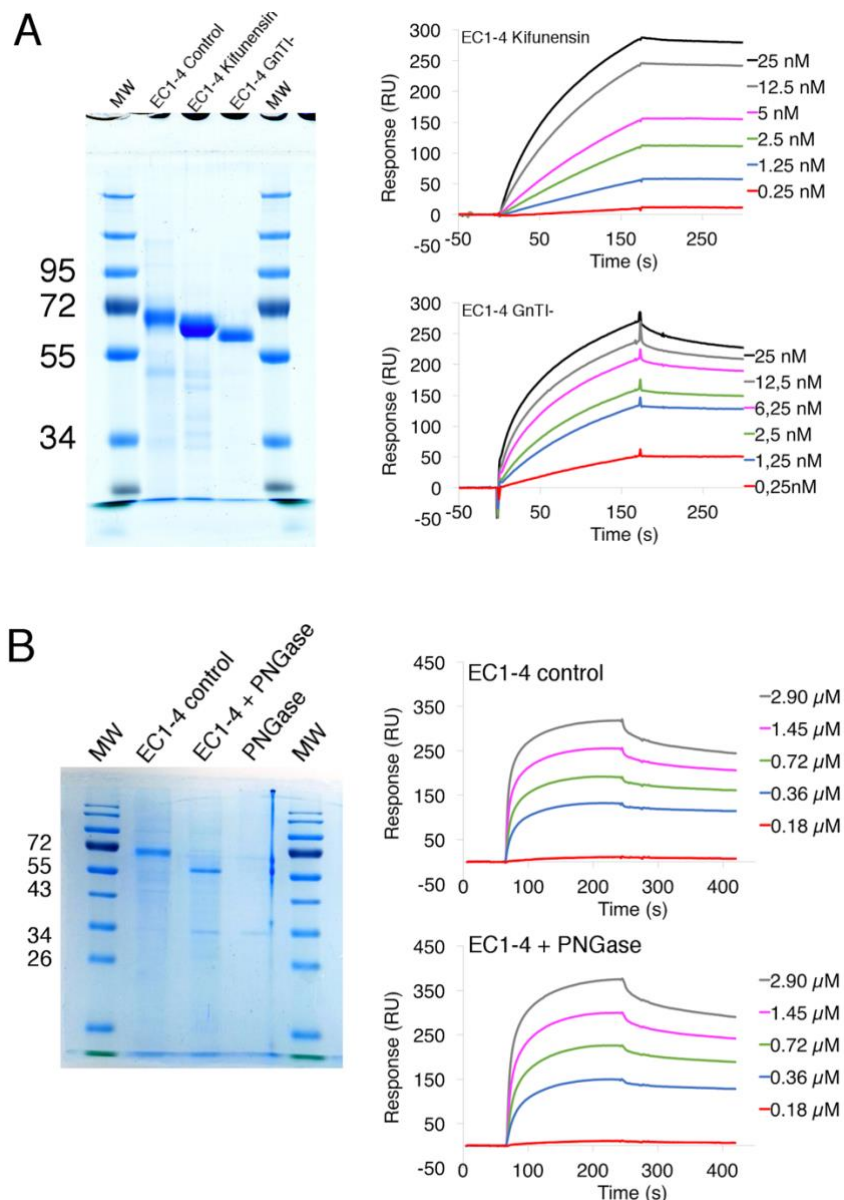 A
MW
EC1-4 Control
EC1-4 Kifunensin
EC1-4 GnTI-
MW
95
72
55
34
Response (RU)
300
250
200
150
100
50
0
-50
EC1-4 Kifunensin
25 nM
12.5 nM
5 nM
2.5 nM
1.25 nM
0.25 nM
-50
50
150
250
Time (s)
Response (RU)
300
250
200
150
100
50
0
-50
EC1-4 GnTI-
25 nM
12,5 nM
6,25 nM
2,5 nM
1,25 nM
0,25nM
-50
50
150
250
Time (s)
B
MW
EC1-4 control
EC1-4 + PNGase
PNGase
MW
72
55
43
34
26
Response (RU)
450
350
250
150
50
-50
EC1-4 control
2.90 µM
1.45 µM
0.72 µM
0.36 µM
0.18 µM
0
100
200
300
400
Time (s)
EC1-4 + PNGase
Response (RU)
450
350
250
150
50
-50
2.90 µM
1.45 µM
0.72 µM
0.36 µM
0.18 µM
0
100
200
300
400
Time (s)